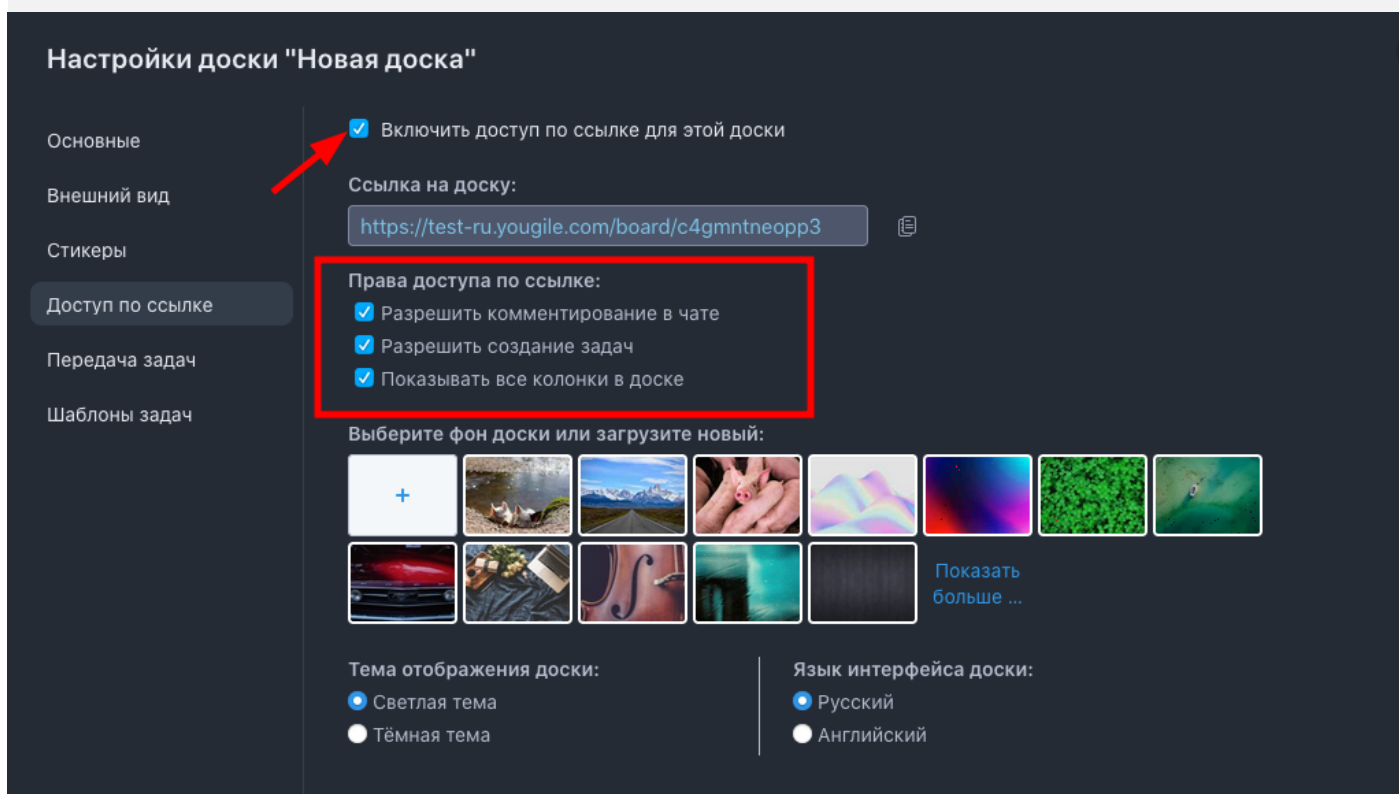 Настройки доски "Новая доска"
Основные
Внешний вид
Стикеры
Доступ по ссылке
Передача задач
Шаблоны задач
Включить доступ по ссылке для этой доски
Ссылка на доску:
https://test-ru.yougile.com/board/c4gmntneopp3
Права доступа по ссылке:
Разрешить комментирование в чате
Разрешить создание задач
Показывать все колонки в доске
Выберите фон доски или загрузите новый:
+
Показать
больше ...
Тема отображения доски:
Светлая тема
Тёмная тема
Язык интерфейса доски:
Русский
Английский